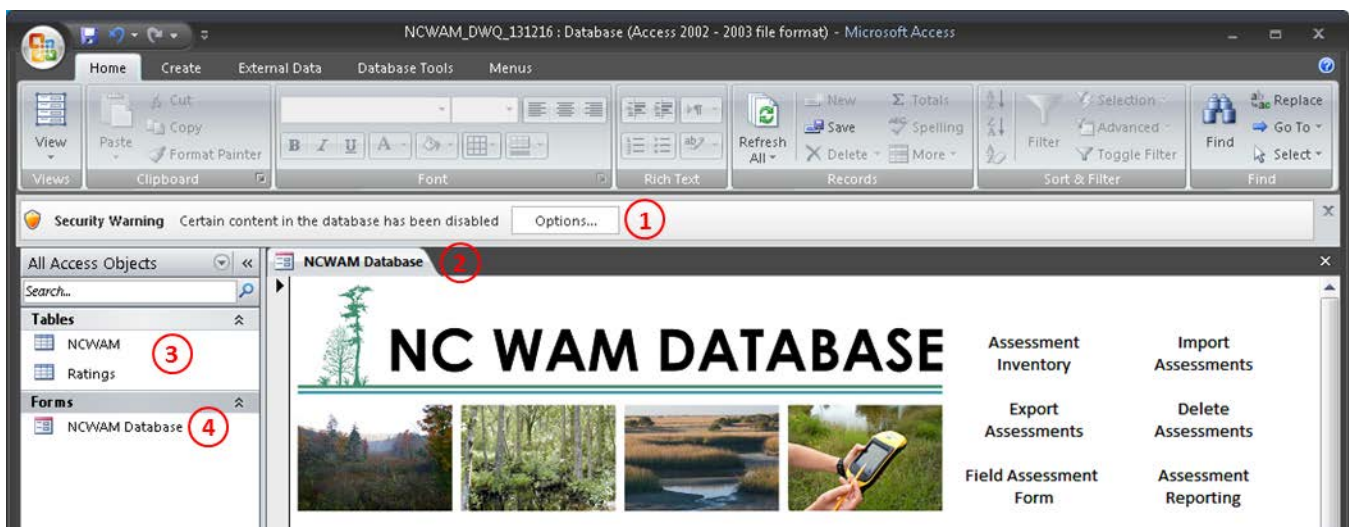 NCWAM_DWQ_131216 : Database (Access 2002 - 2003 file format) - Microsoft Access
Home Create External Data Database Tools Menus
View
Views
Paste
Cut
Copy
Format Painter
Clipboard
B I U A
Font
ab
Rich Text
Refresh
All
New
Save
Delete
Totals
Spelling
More
Records
Filter
Selection
Advanced
Toggle Filter
Sort & Filter
Find
Replace
Go To
Select
Find
Security Warning Certain content in the database has been disabled Options... 1
All Access Objects
Search...
Tables
NCWAM
Ratings
3
Forms
NCWAM Database 4
NCWAM Database 2
NC WAM DATABASE
Assessment
Inventory
Import
Assessments
Export
Assessments
Delete
Assessments
Field Assessment
Form
Assessment
Reporting